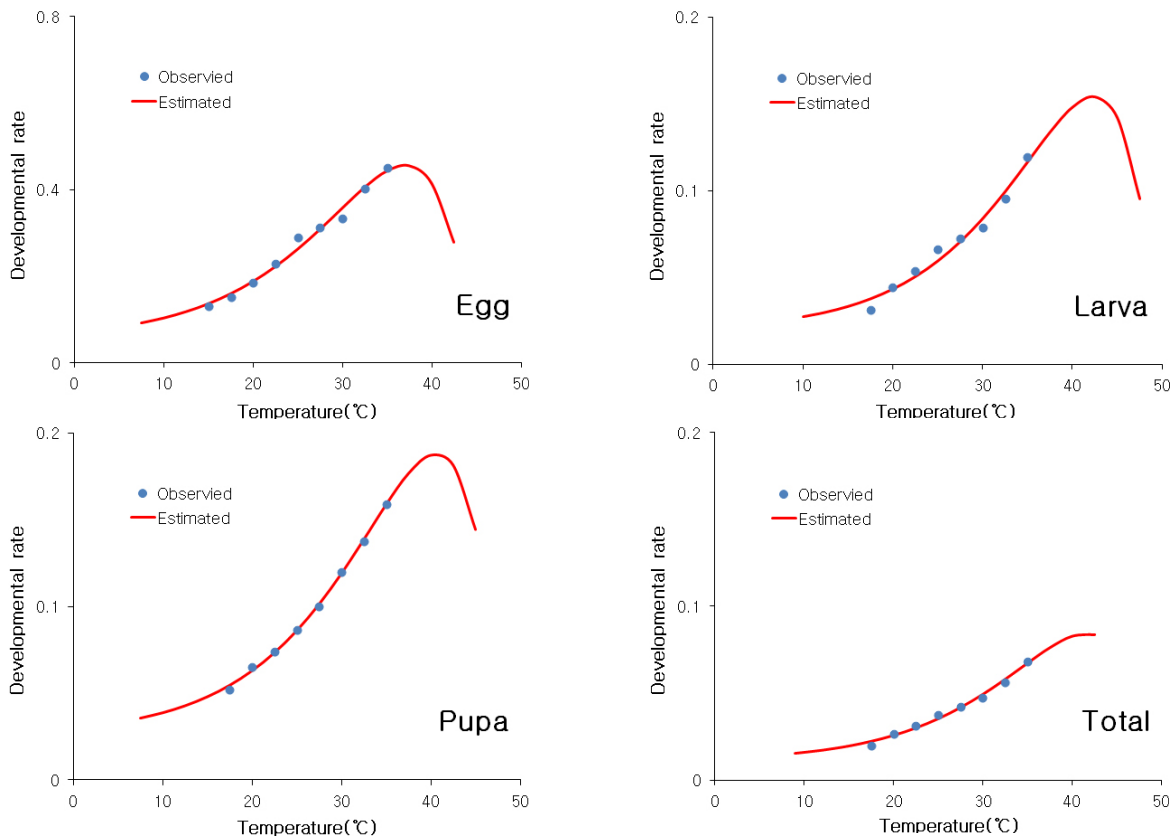 0.8
Observied
Estimated
Developmental rate
0.4
Egg
0
0 10 20 30 40 50
Temperature(℃)
0.2
Observied
Estimated
Developmental rate
0.1
Larva
0
0 10 20 30 40 50
Temperature(℃)
0.2
Observied
Estimated
Developmental rate
0.1
Pupa
0
0 10 20 30 40 50
Temperature(℃)
0.2
Observied
Estimated
Developmental rate
0.1
Total
0
0 10 20 30 40 50
Temperature(℃)